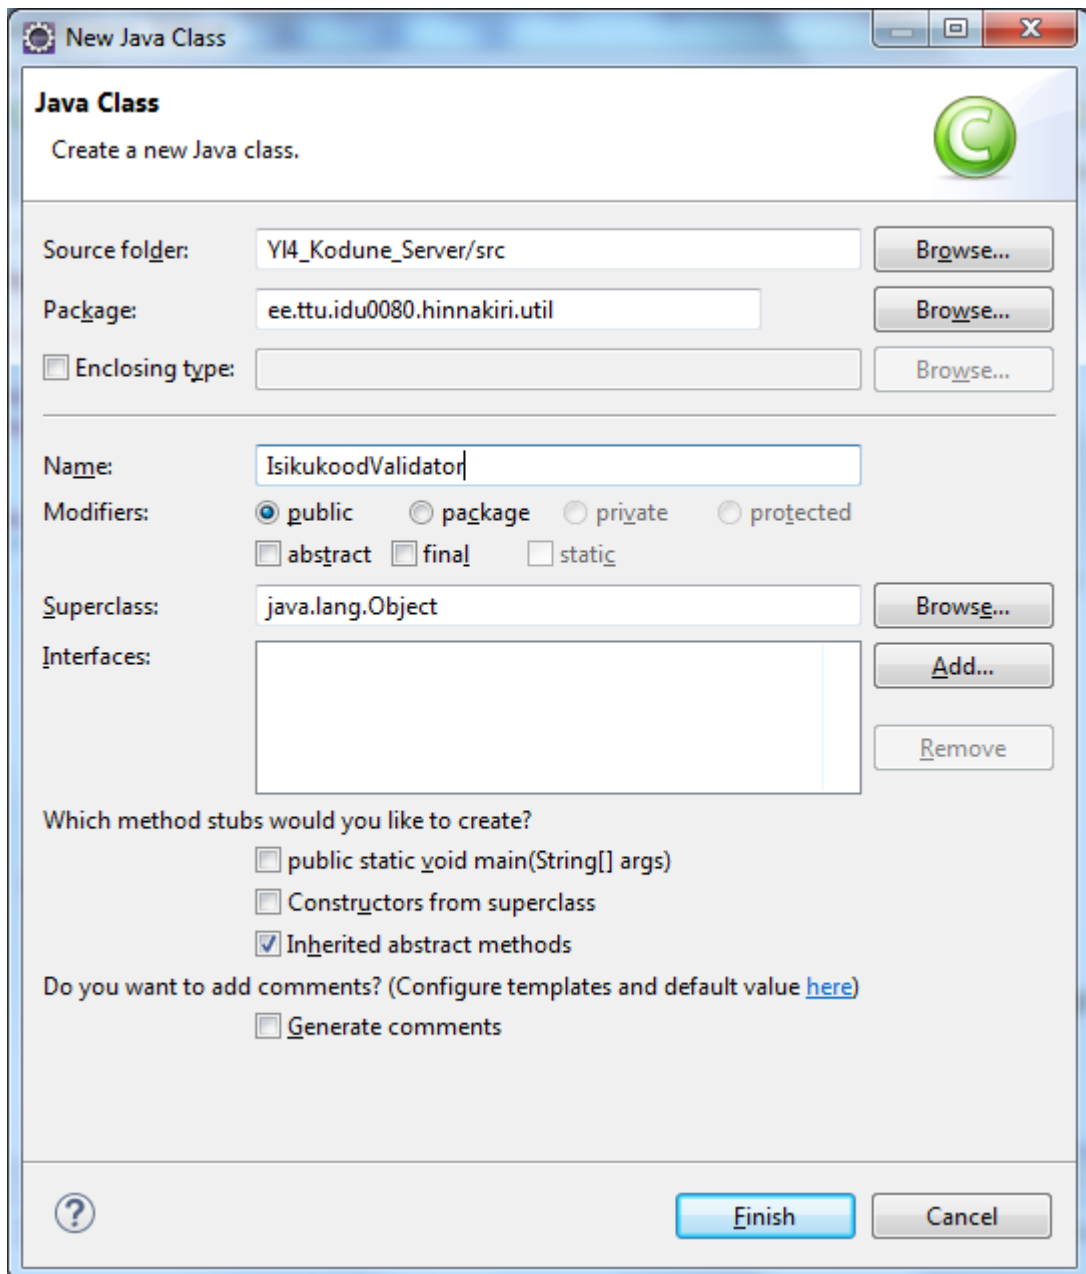 New Java Class
Java Class
Create a new Java class.
Source folder: Yl4_Kodune_Server/src Browse...
Package: ee.ttu.idu0080.hinnakiri.util Browse...
Enclosing type: Browse...
Name: IsikukoodValidator
Modifiers: public package private protected
abstract final static
Superclass: java.lang.Object Browse...
Interfaces: Add...
Remove
Which method stubs would you like to create?
public static void main(String[] args)
Constructors from superclass
Inherited abstract methods
Do you want to add comments? (Configure templates and default value here)
Generate comments
? Finish Cancel